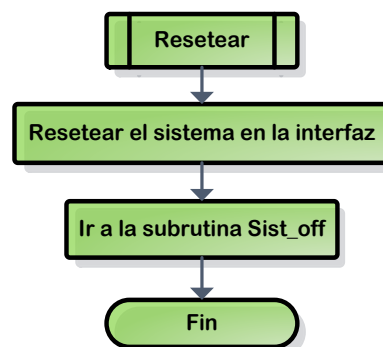 Resetear
Resetear el sistema en la interfaz
Ir a la subrutina Sist_off
Fin